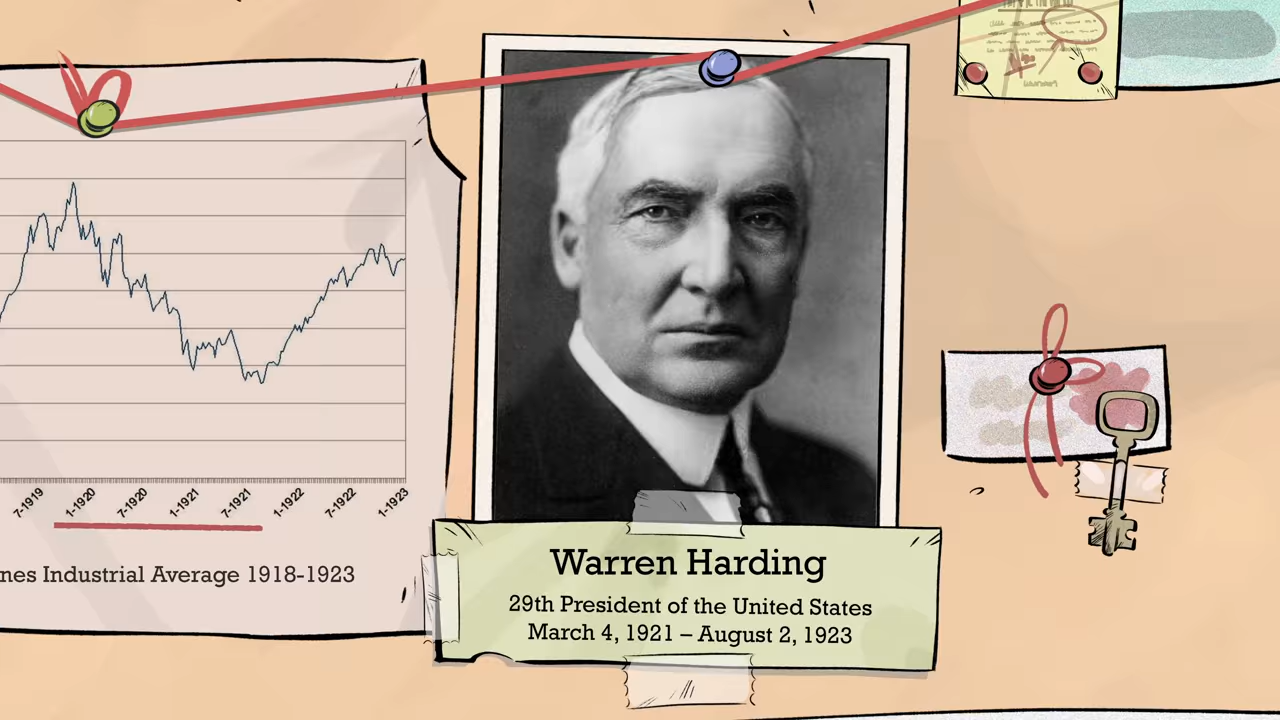 7-1919
1-1920
7-1920
1-1921
7-1921
1-1922
7-1922
1-1923
nes Industrial Average 1918-1923
Warren Harding
29th President of the United States
March 4, 1921 – August 2, 1923